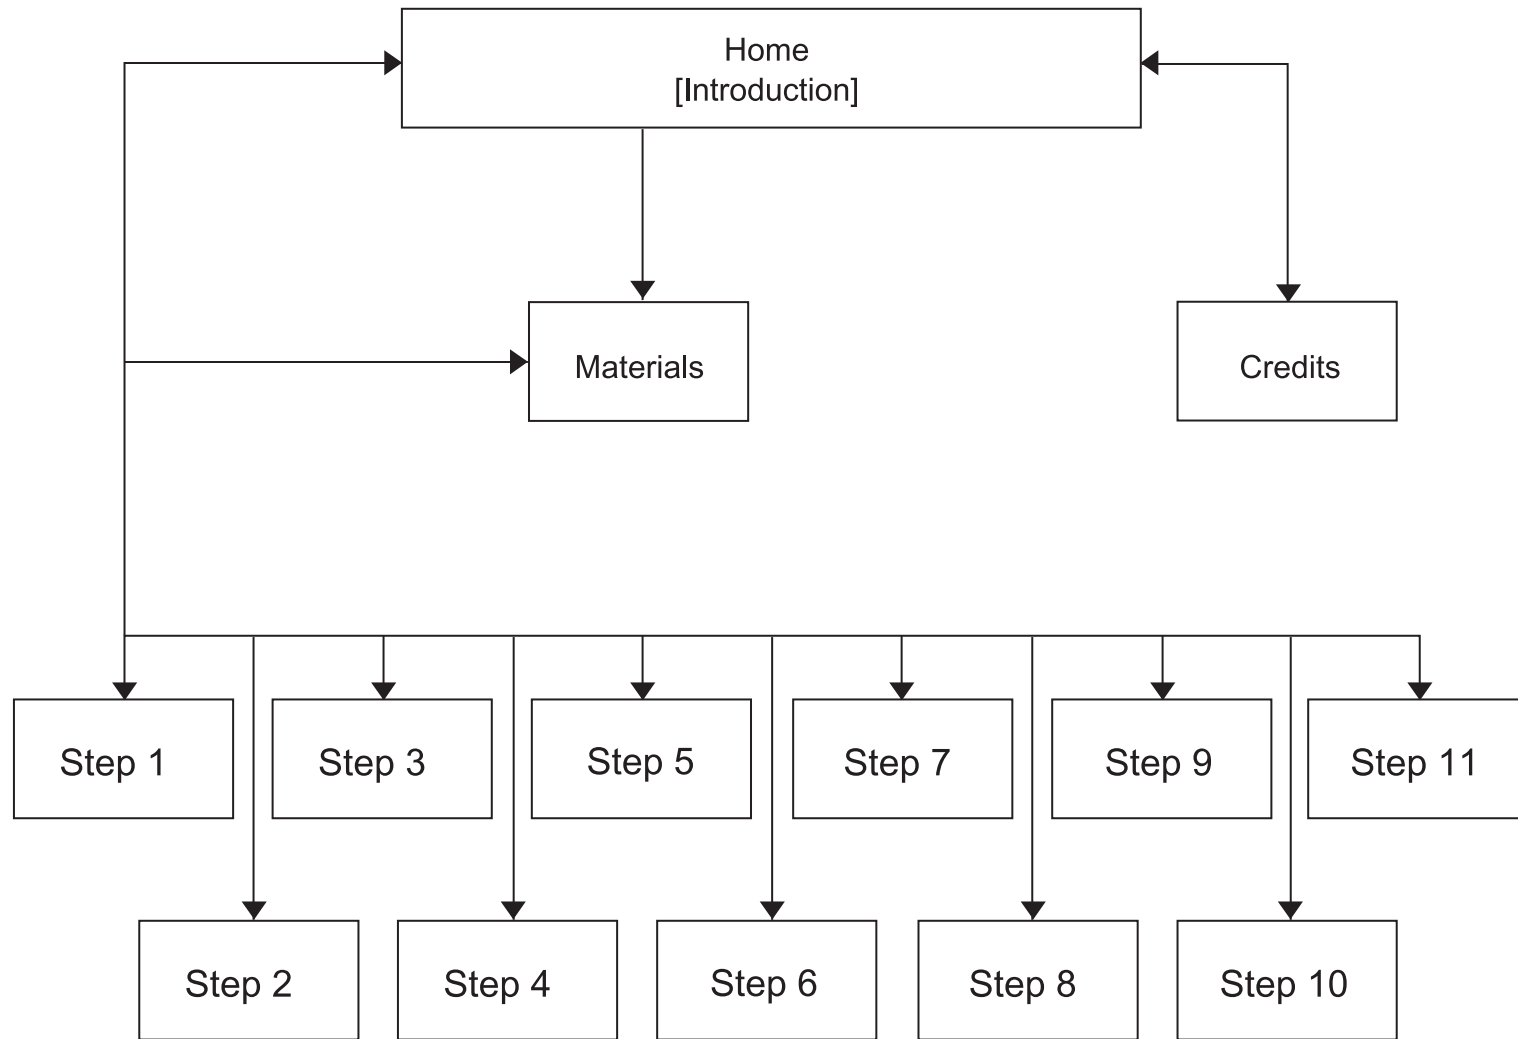 Home
[Introduction]
Materials
Credits
Step 1
Step 3
Step 5
Step 7
Step 9
Step 11
Step 2
Step 4
Step 6
Step 8
Step 10